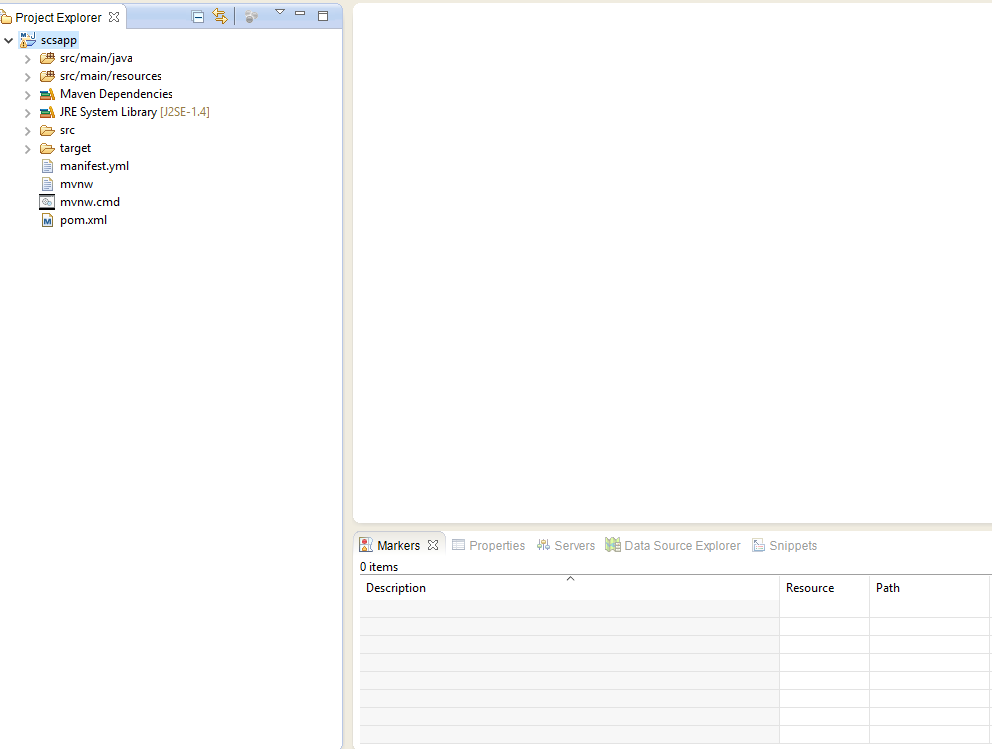 Project Explorer
scsapp
src/main/java
src/main/resources
Maven Dependencies
JRE System Library [J2SE-1.4]
src
target
manifest.yml
mvnw
mvnw.cmd
pom.xml
Markers Properties Servers Data Source Explorer Snippets
0 items
Description Resource Path